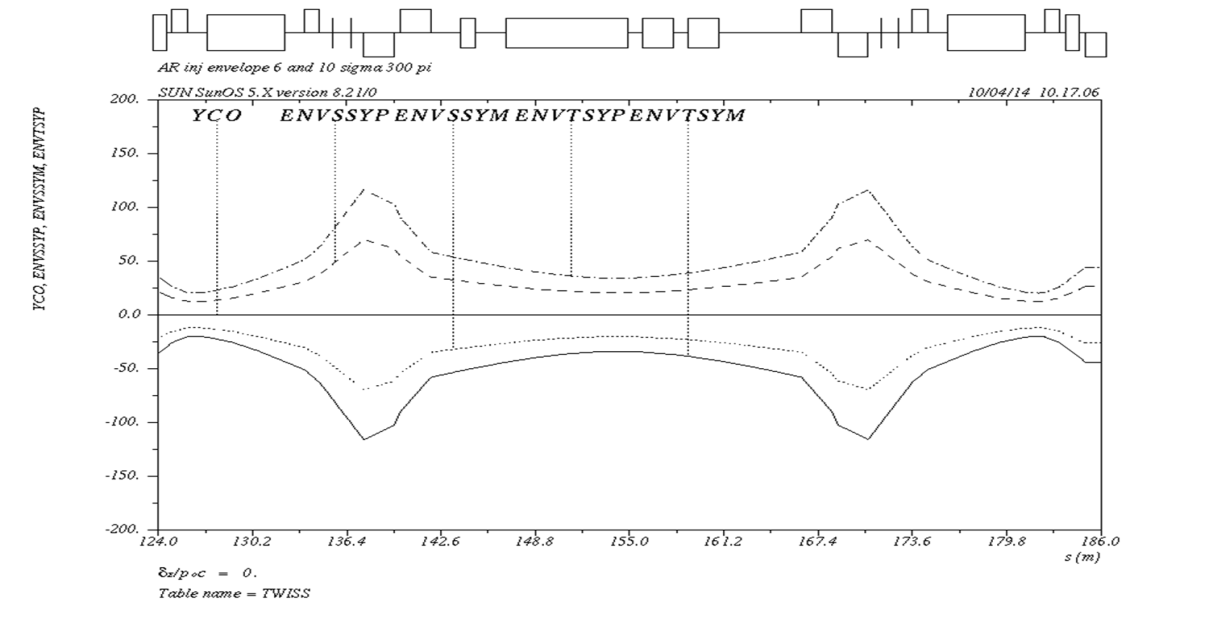 AR inj envelope 6 and 10 sigma 300 pi
SUN SunOS 5.X version 8.21/0 10/04/14 10.17.06
YCO ENVSSYP ENVSSYM ENVTSYP ENVTSYM
YCO, ENVSSYP, ENVSSYM, ENVTSYP
200.
150.
100.
50.
0.0
-50.
-100.
-150.
-200.
124.0 130.2 136.4 142.6 148.8 155.0 161.2 167.4 173.6 179.8 186.0
s (m)
δᴇ/p₀c = 0.
Table name = TWISS